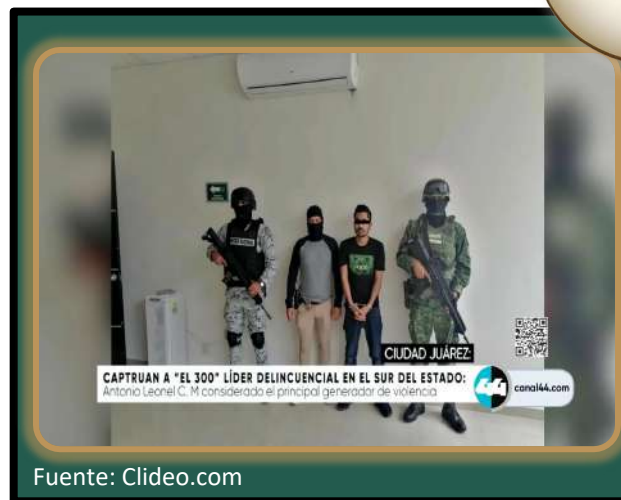 CIUDAD JUÁREZ:
CAPTRUAN A "EL 300" LÍDER DELINCUENCIAL EN EL SUR DEL ESTADO:
Antonio Leonel C. M considerado el principal generador de violencia
44
canal44.com
Fuente: Clideo.com